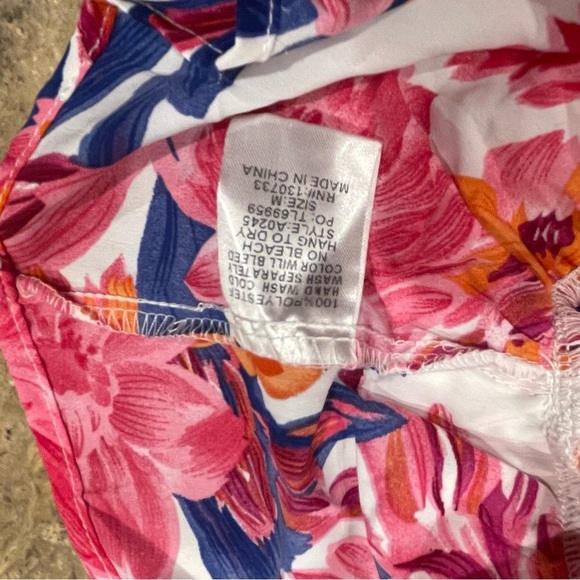 100%POLYESTER
HAND WASH COLD
WASH SEPARATELY
COLOR WILL BLEED
NO BLEACH
HANG TO DRY
STYLE:A0245
PO: TL69959
SIZE:M
RN#:130733
MADE IN CHINA